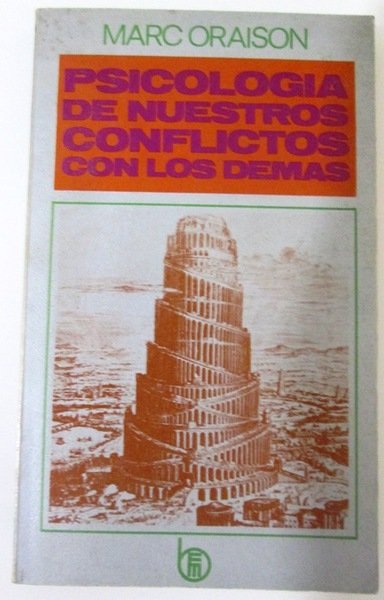 MARC ORAISON
PSICOLOGIA
DE NUESTROS
CONFLICTOS
CON LOS DEMAS